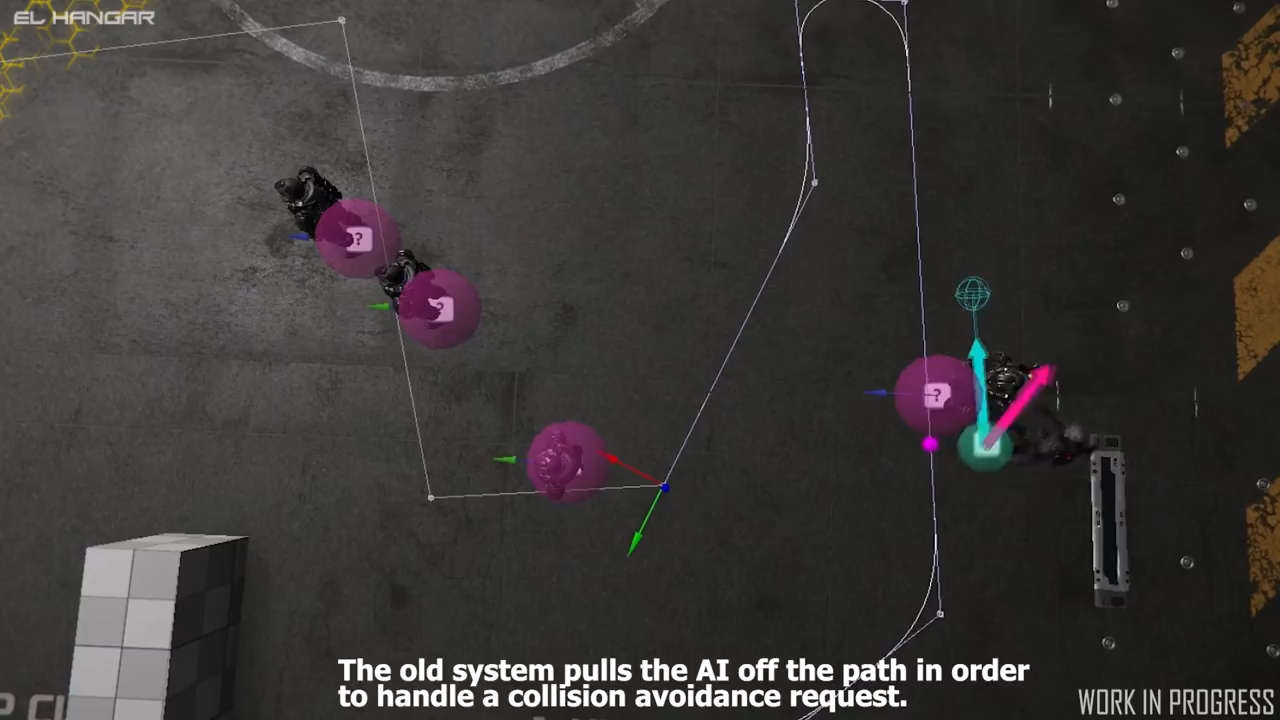 EL HANGAR
?
?
?
The old system pulls the AI off the path in order
to handle a collision avoidance request.
WORK IN PROGRESS